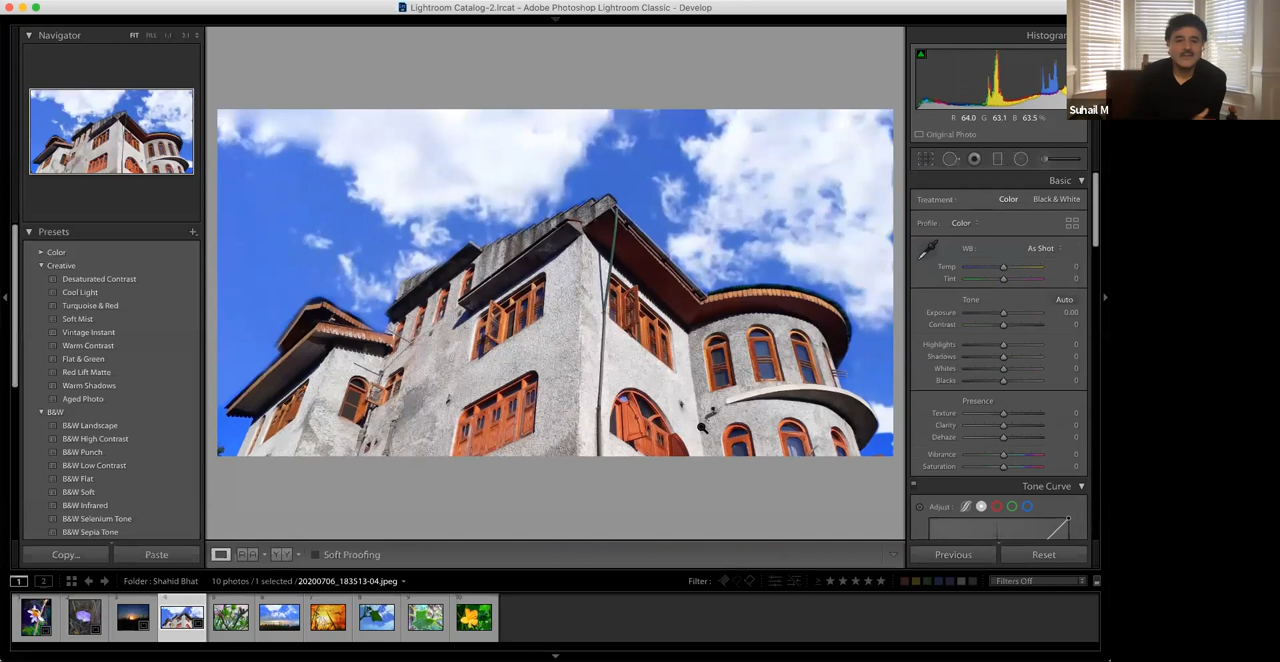 Lightroom Catalog-2.lrcat - Adobe Photoshop Lightroom Classic - Develop
Navigator
FIT FILL 1:1 3:1
Presets
Color
Creative
Desaturated Contrast
Cool Light
Turquoise & Red
Soft Mist
Vintage Instant
Warm Contrast
Flat & Green
Red Lift Matte
Warm Shadows
Aged Photo
B&W
B&W Landscape
B&W High Contrast
B&W Punch
B&W Low Contrast
B&W Flat
B&W Soft
B&W Infrared
B&W Selenium Tone
B&W Sepia Tone
Copy...
Paste
Soft Proofing
Suhail M
R 64.0 G 63.1 B 63.5 %
Original Photo
Basic
Treatment: Color Black & White
Profile: Color
WB: As Shot
Temp 0
Tint 0
Tone Auto
Exposure 0.00
Contrast 0
Highlights 0
Shadows 0
Whites 0
Blacks 0
Presence
Texture 0
Clarity 0
Dehaze 0
Vibrance 0
Saturation 0
Tone Curve
Adjust:
Previous
Reset
1 2 Folder: Shahid Bhat 10 photos / 1 selected / 20200706_183513-04.jpeg
Filter: Filters Off